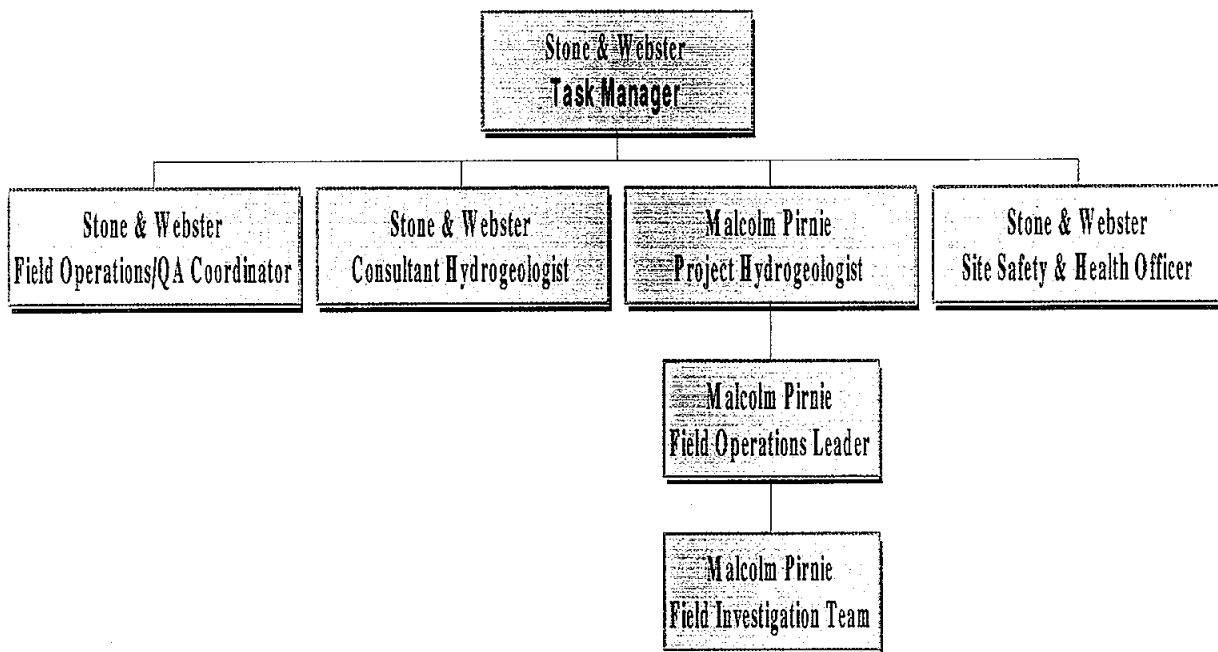 Stone & Webster
Task Manager
Stone & Webster
Field Operations/QA Coordinator
Stone & Webster
Consultant Hydrogeologist
Malcolm Pirnie
Project Hydrogeologist
Stone & Webster
Site Safety & Health Officer
Malcolm Pirnie
Field Operations Leader
Malcolm Pirnie
Field Investigation Team